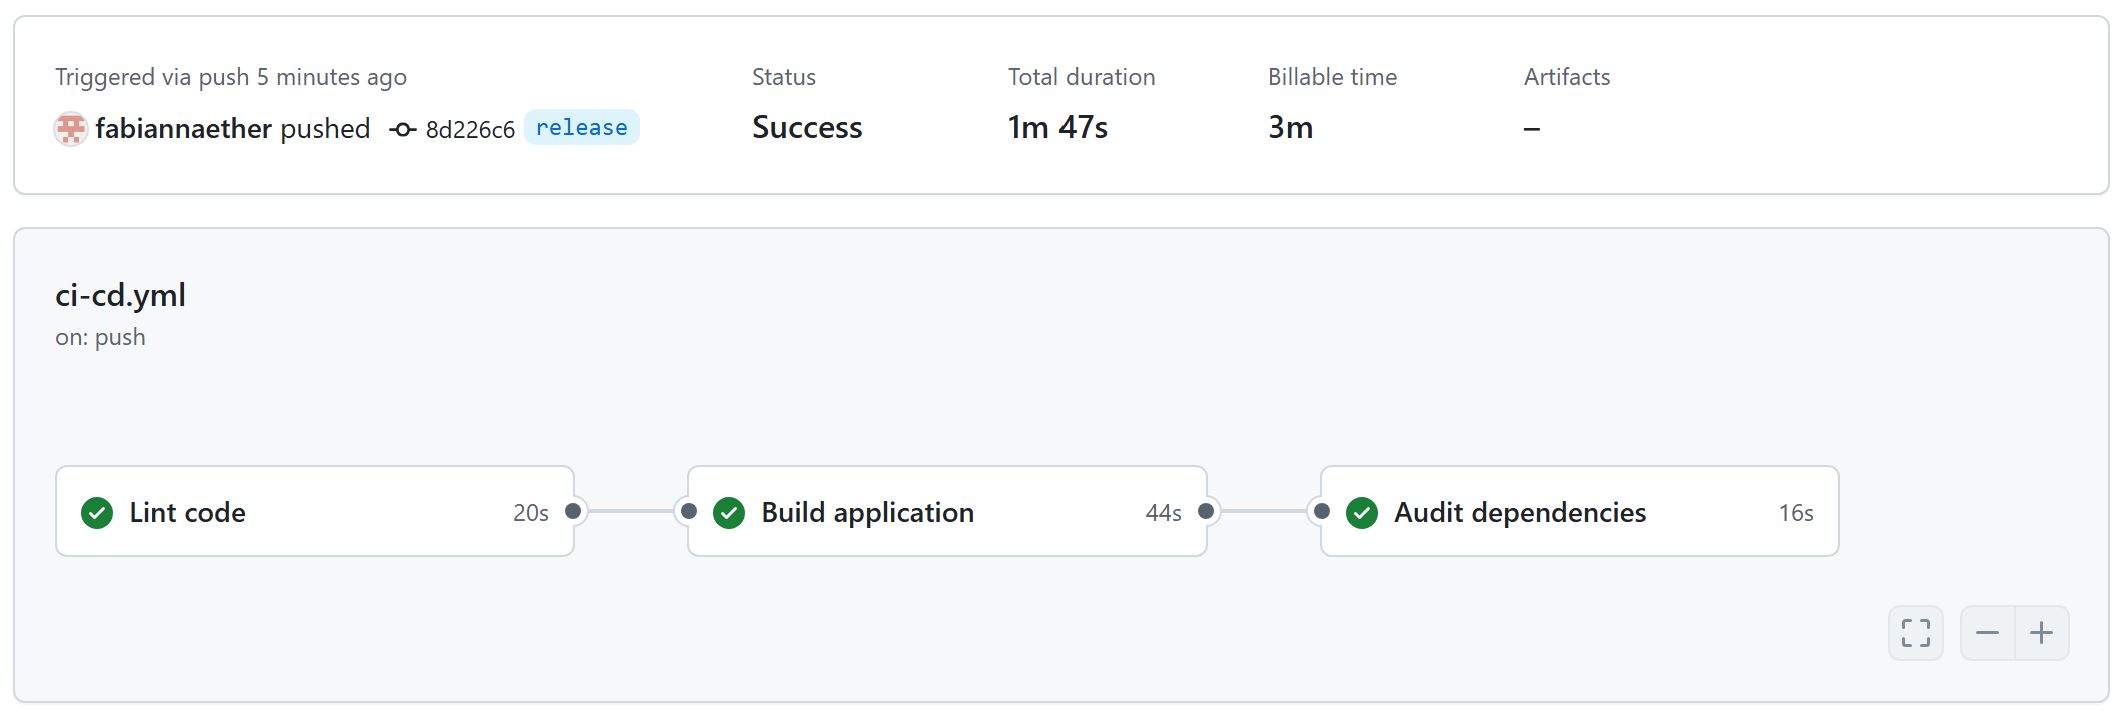 Triggered via push 5 minutes ago
fabiannaether pushed 8d226c6 release
Status
Success
Total duration
1m 47s
Billable time
3m
Artifacts
–
ci-cd.yml
on: push
Lint code 20s
Build application 44s
Audit dependencies 16s